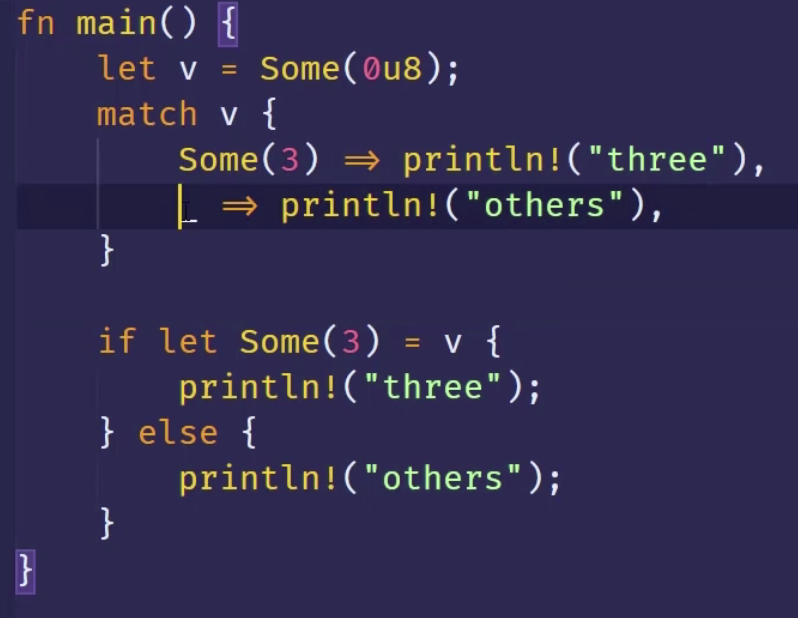 fn main() {
    let v = Some(0u8);
    match v {
        Some(3) => println!("three"),
        _ => println!("others"),
    }

    if let Some(3) = v {
        println!("three");
    } else {
        println!("others");
    }
}